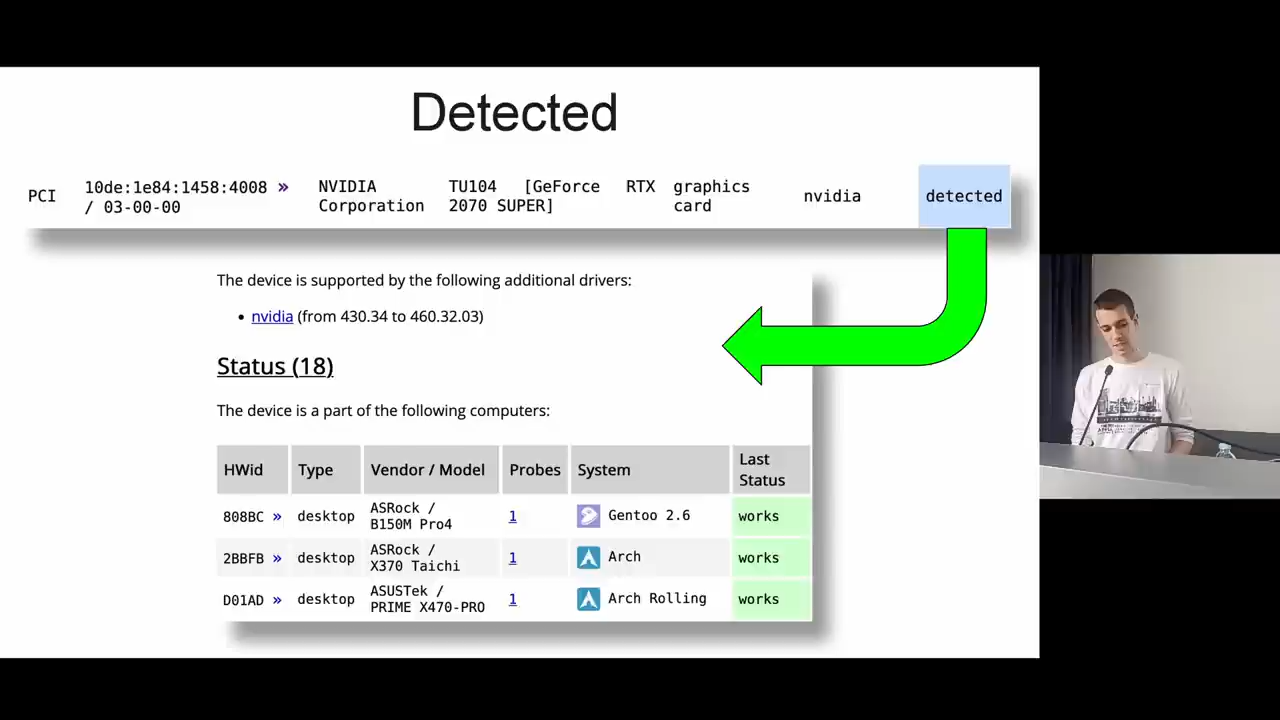 Detected
PCI 10de:1e84:1458:4008 » / 03-00-00 NVIDIA Corporation TU104 [GeForce RTX 2070 SUPER] graphics card nvidia detected
The device is supported by the following additional drivers:
• nvidia (from 430.34 to 460.32.03)
Status (18)
The device is a part of the following computers:
HWid Type Vendor / Model Probes System Last Status
808BC » desktop ASRock / B150M Pro4 1 Gentoo 2.6 works
2BBFB » desktop ASRock / X370 Taichi 1 Arch works
D01AD » desktop ASUSTek / PRIME X470-PRO 1 Arch Rolling works